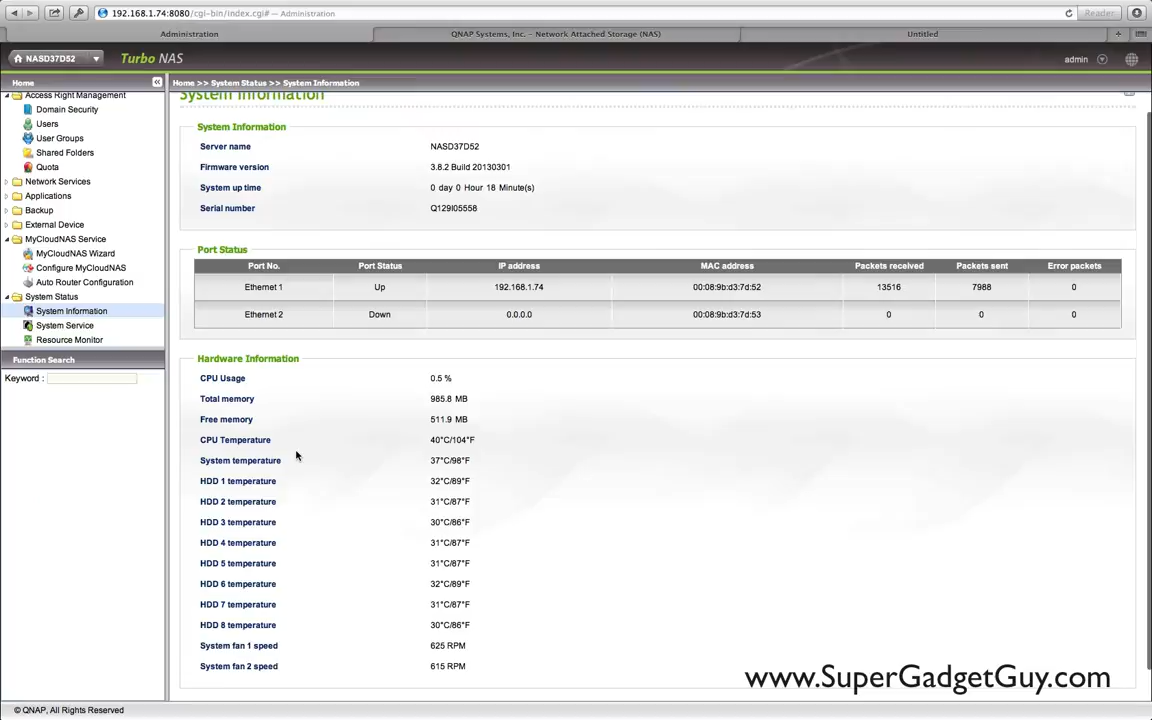 192.168.1.74:8080/cgi-bin/index.cgi# — Administration
Reader
Administration
QNAP Systems, Inc. – Network Attached Storage (NAS)
Untitled
NASD37D52
Turbo NAS
admin
Home
Home >> System Status >> System Information
Access Right Management
Domain Security
Users
User Groups
Shared Folders
Quota
Network Services
Applications
Backup
External Device
MyCloudNAS Service
MyCloudNAS Wizard
Configure MyCloudNAS
Auto Router Configuration
System Status
System Information
System Service
Resource Monitor
Function Search
Keyword :
System Information
System Information
Server name NASD37D52
Firmware version 3.8.2 Build 20130301
System up time 0 day 0 Hour 18 Minute(s)
Serial number Q129I05558
Port Status
Port No. Port Status IP address MAC address Packets received Packets sent Error packets
Ethernet 1 Up 192.168.1.74 00:08:9b:d3:7d:52 13516 7988 0
Ethernet 2 Down 0.0.0.0 00:08:9b:d3:7d:53 0 0 0
Hardware Information
CPU Usage 0.5 %
Total memory 985.8 MB
Free memory 511.9 MB
CPU Temperature 40°C/104°F
System temperature 37°C/98°F
HDD 1 temperature 32°C/89°F
HDD 2 temperature 31°C/87°F
HDD 3 temperature 30°C/86°F
HDD 4 temperature 31°C/87°F
HDD 5 temperature 31°C/87°F
HDD 6 temperature 32°C/89°F
HDD 7 temperature 31°C/87°F
HDD 8 temperature 30°C/86°F
System fan 1 speed 625 RPM
System fan 2 speed 615 RPM
www.SuperGadgetGuy.com
© QNAP, All Rights Reserved